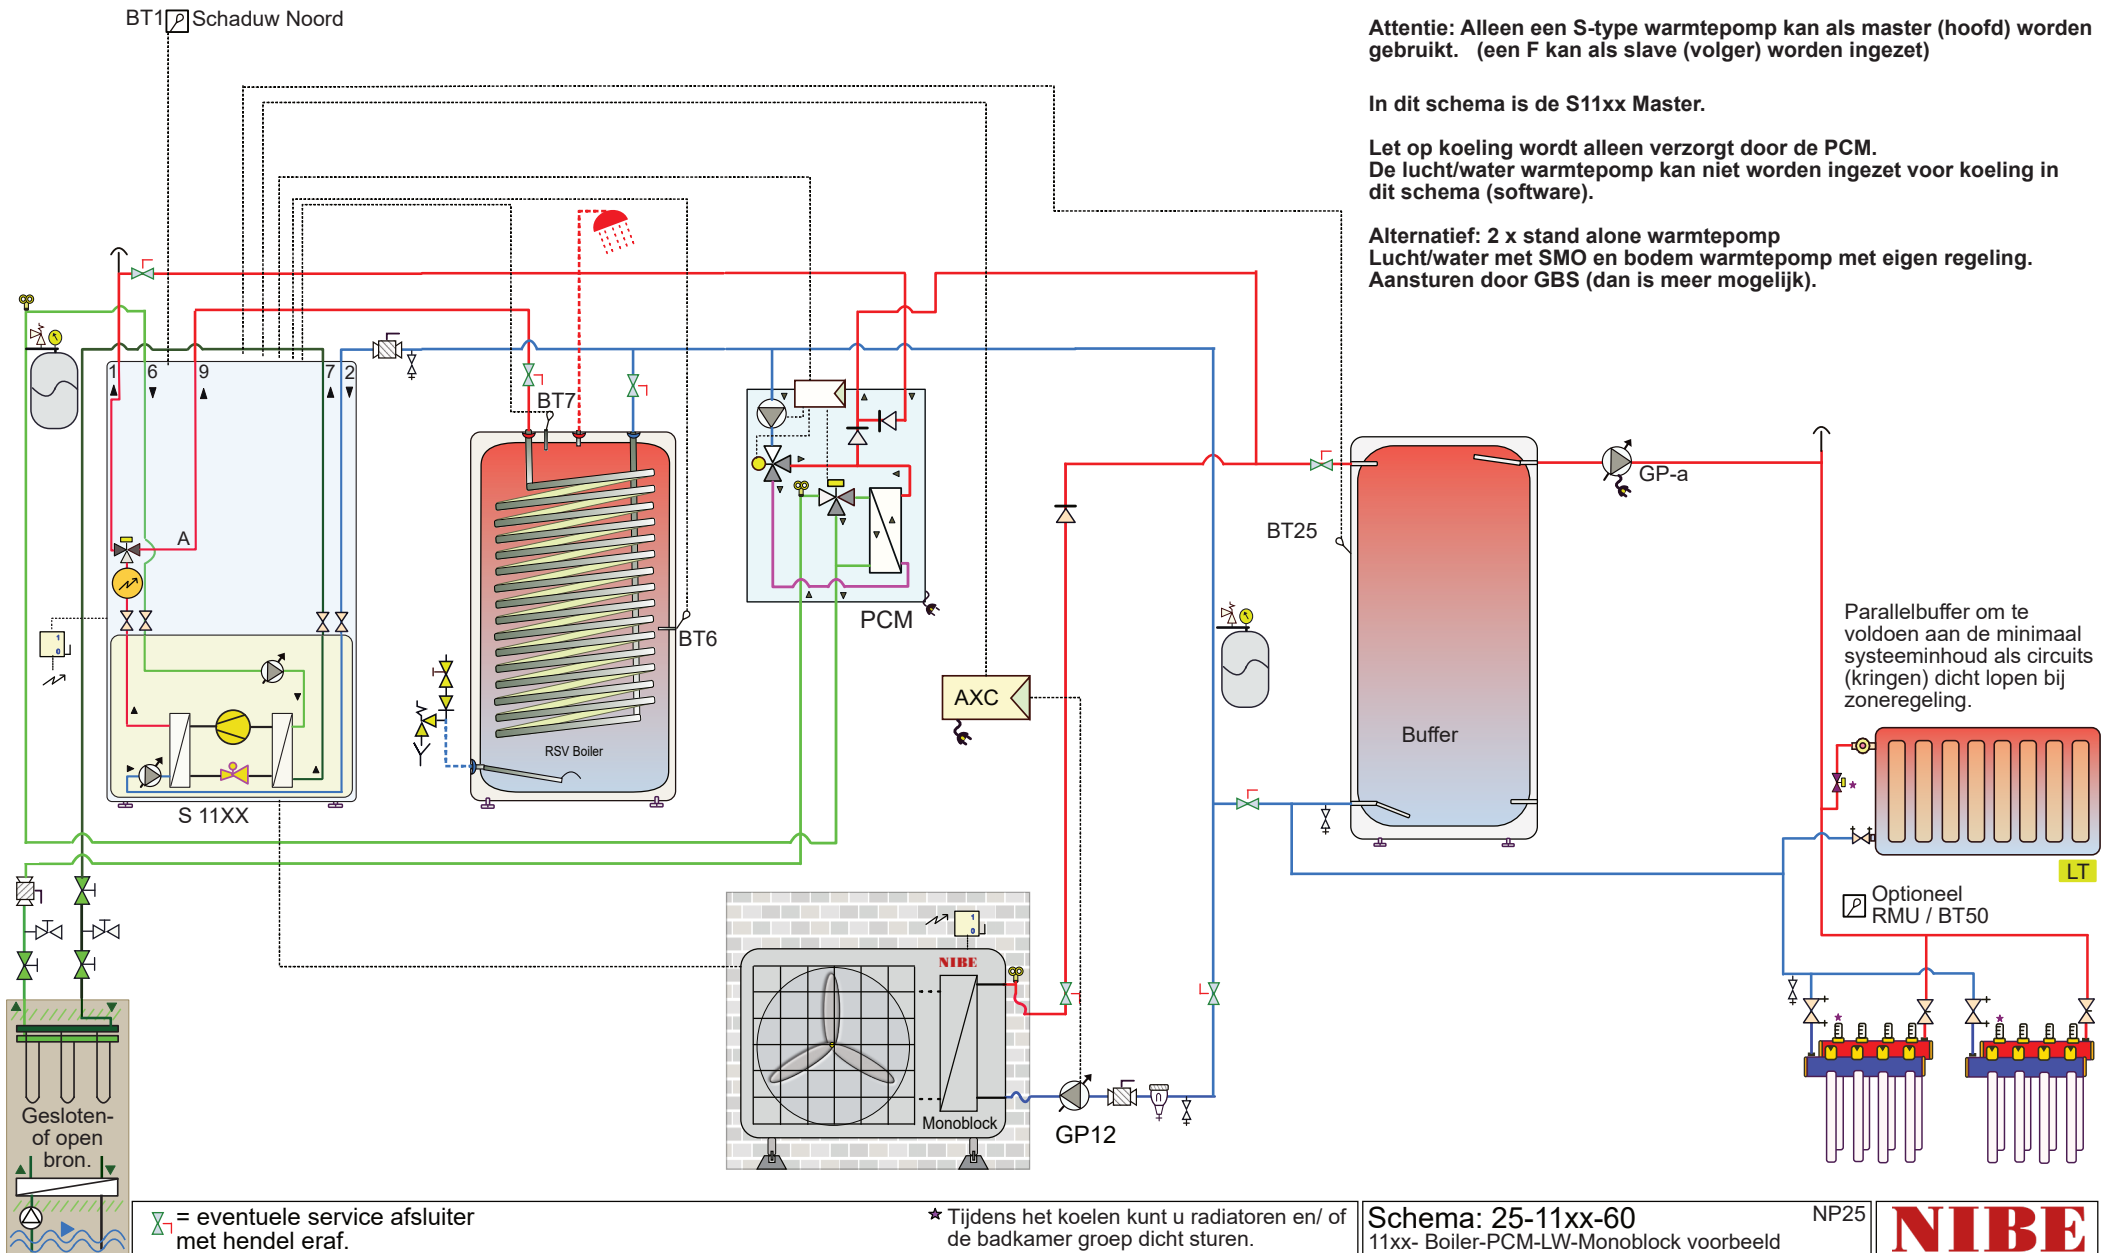 BT1 Schaduw Noord
Attentie: Alleen een S-type warmtepomp kan als master (hoofd) worden
gebruikt. (een F kan als slave (volger) worden ingezet)
In dit schema is de S11xx Master.
Let op koeling wordt alleen verzorgt door de PCM.
De lucht/water warmtepomp kan niet worden ingezet voor koeling in
dit schema (software).
Alternatief: 2 x stand alone warmtepomp
Lucht/water met SMO en bodem warmtepomp met eigen regeling.
Aansturen door GBS (dan is meer mogelijk).
1 6 9 7 2
A
1
0
S 11XX
BT7
BT6
RSV Boiler
PCM
AXC
BT25
Buffer
GP-a
Parallelbuffer om te
voldoen aan de minimaal
systeeminhoud als circuits
(kringen) dicht lopen bij
zoneregeling.
LT
Optioneel
RMU / BT50
1
0
NIBE
Monoblock
GP12
Gesloten-
of open
bron.
= eventuele service afsluiter
met hendel eraf.
★ Tijdens het koelen kunt u radiatoren en/ of
de badkamer groep dicht sturen.
Schema: 25-11xx-60 NP25
11xx- Boiler-PCM-LW-Monoblock voorbeeld
NIBE